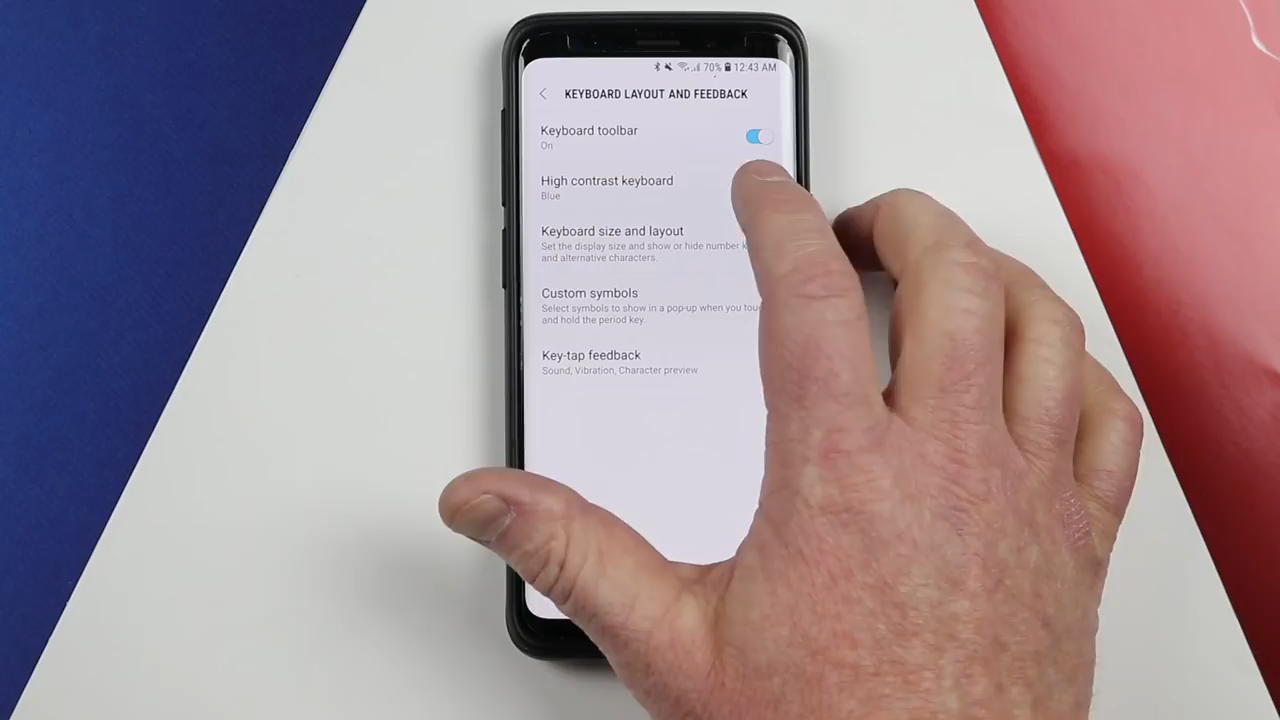 70% 12:43 AM
KEYBOARD LAYOUT AND FEEDBACK
Keyboard toolbar
On
High contrast keyboard
Blue
Keyboard size and layout
Set the display size and show or hide number
and alternative characters.
Custom symbols
Select symbols to show in a pop-up when you
and hold the period key.
Key-tap feedback
Sound, Vibration, Character preview